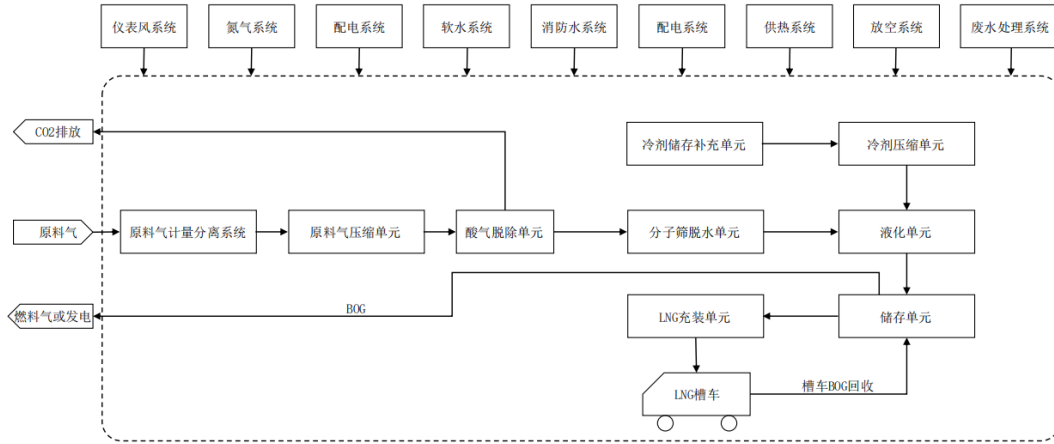 仪表风系统
氮气系统
配电系统
软水系统
消防水系统
配电系统
供热系统
放空系统
废水处理系统
CO2排放
冷剂储存补充单元
冷剂压缩单元
原料气
原料气计量分离系统
原料气压缩单元
酸气脱除单元
分子筛脱水单元
液化单元
燃料气或发电
BOG
LNG充装单元
储存单元
LNG槽车
槽车BOG回收